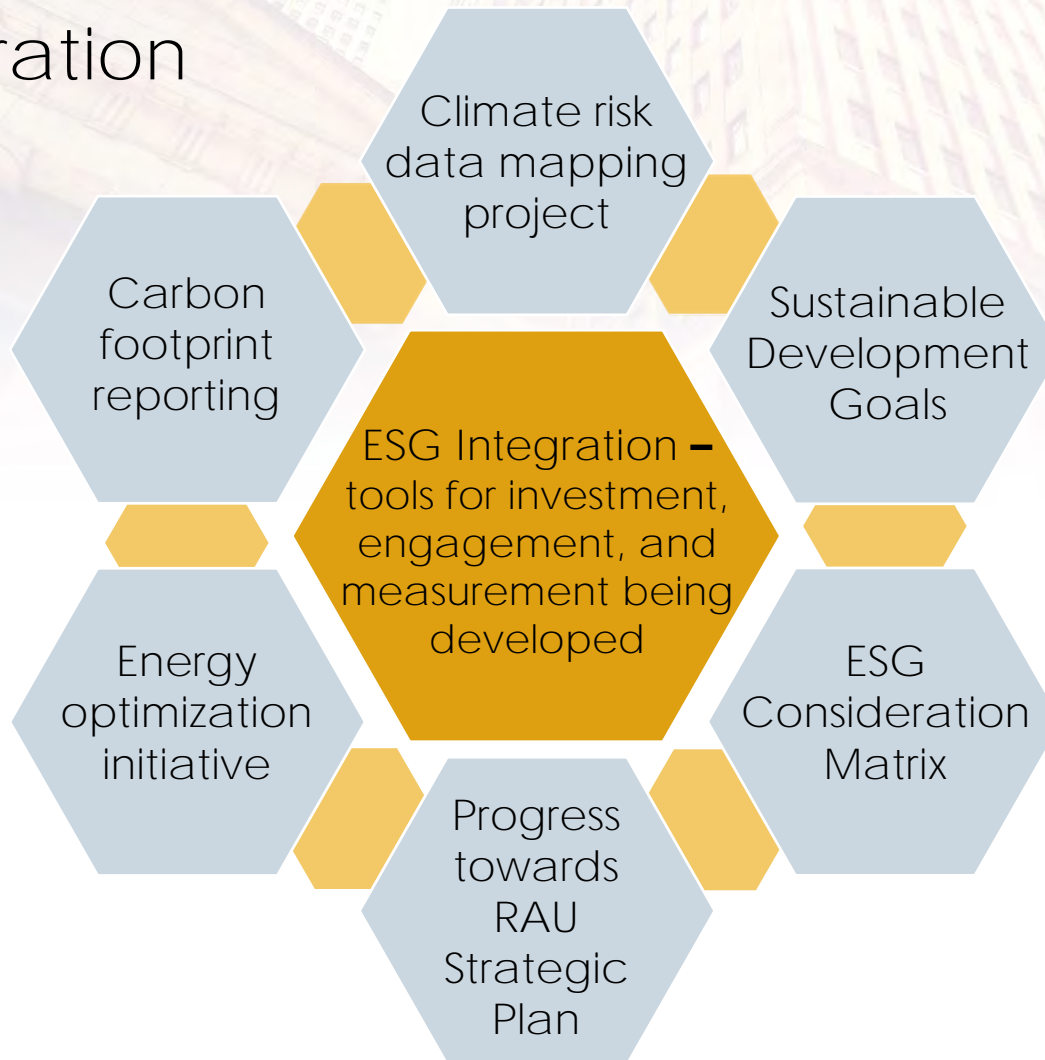 Climate risk
data mapping
project
Carbon
footprint
reporting
Sustainable
Development
Goals
ESG Integration –
tools for investment,
engagement, and
measurement being
developed
Energy
optimization
initiative
ESG
Consideration
Matrix
Progress
towards
RAU
Strategic
Plan